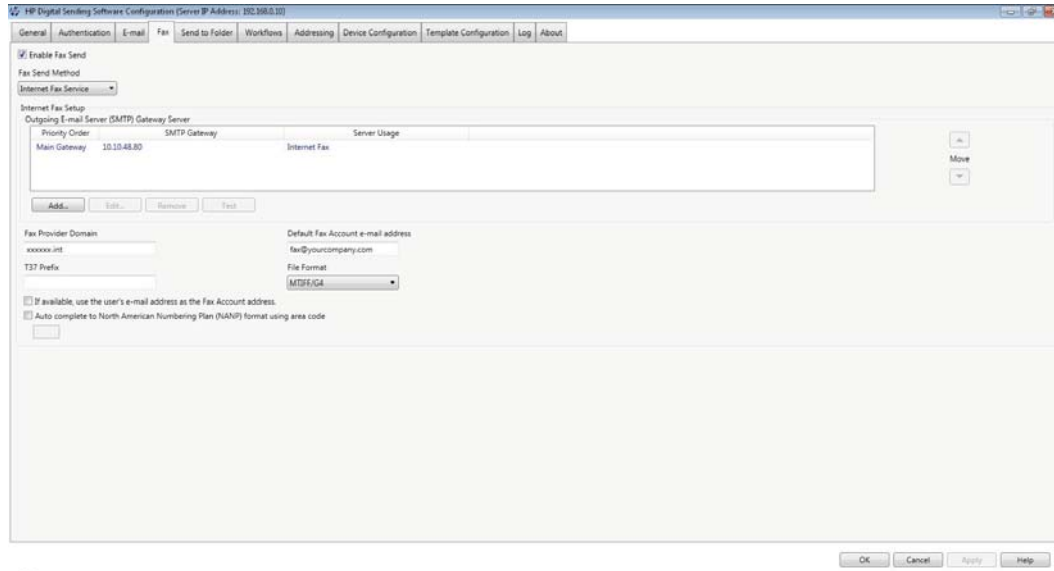 HP Digital Sending Software Configuration (Server IP Address: 192.168.0.10)
General Authentication E-mail Fax Send to Folder Workflows Addressing Device Configuration Template Configuration Log About
Enable Fax Send
Fax Send Method
Internet Fax Service
Internet Fax Setup
Outgoing E-mail Server (SMTP) Gateway Server
Priority Order SMTP Gateway Server Usage
Main Gateway 10.10.48.80 Internet Fax
Move
Add... Edit... Remove Test
Fax Provider Domain Default Fax Account e-mail address
xxxxxx.int fax@yourcompany.com
T37 Prefix File Format
MTIFF/G4
If available, use the user's e-mail address as the Fax Account address.
Auto complete to North American Numbering Plan (NANP) format using area code
OK Cancel Apply Help